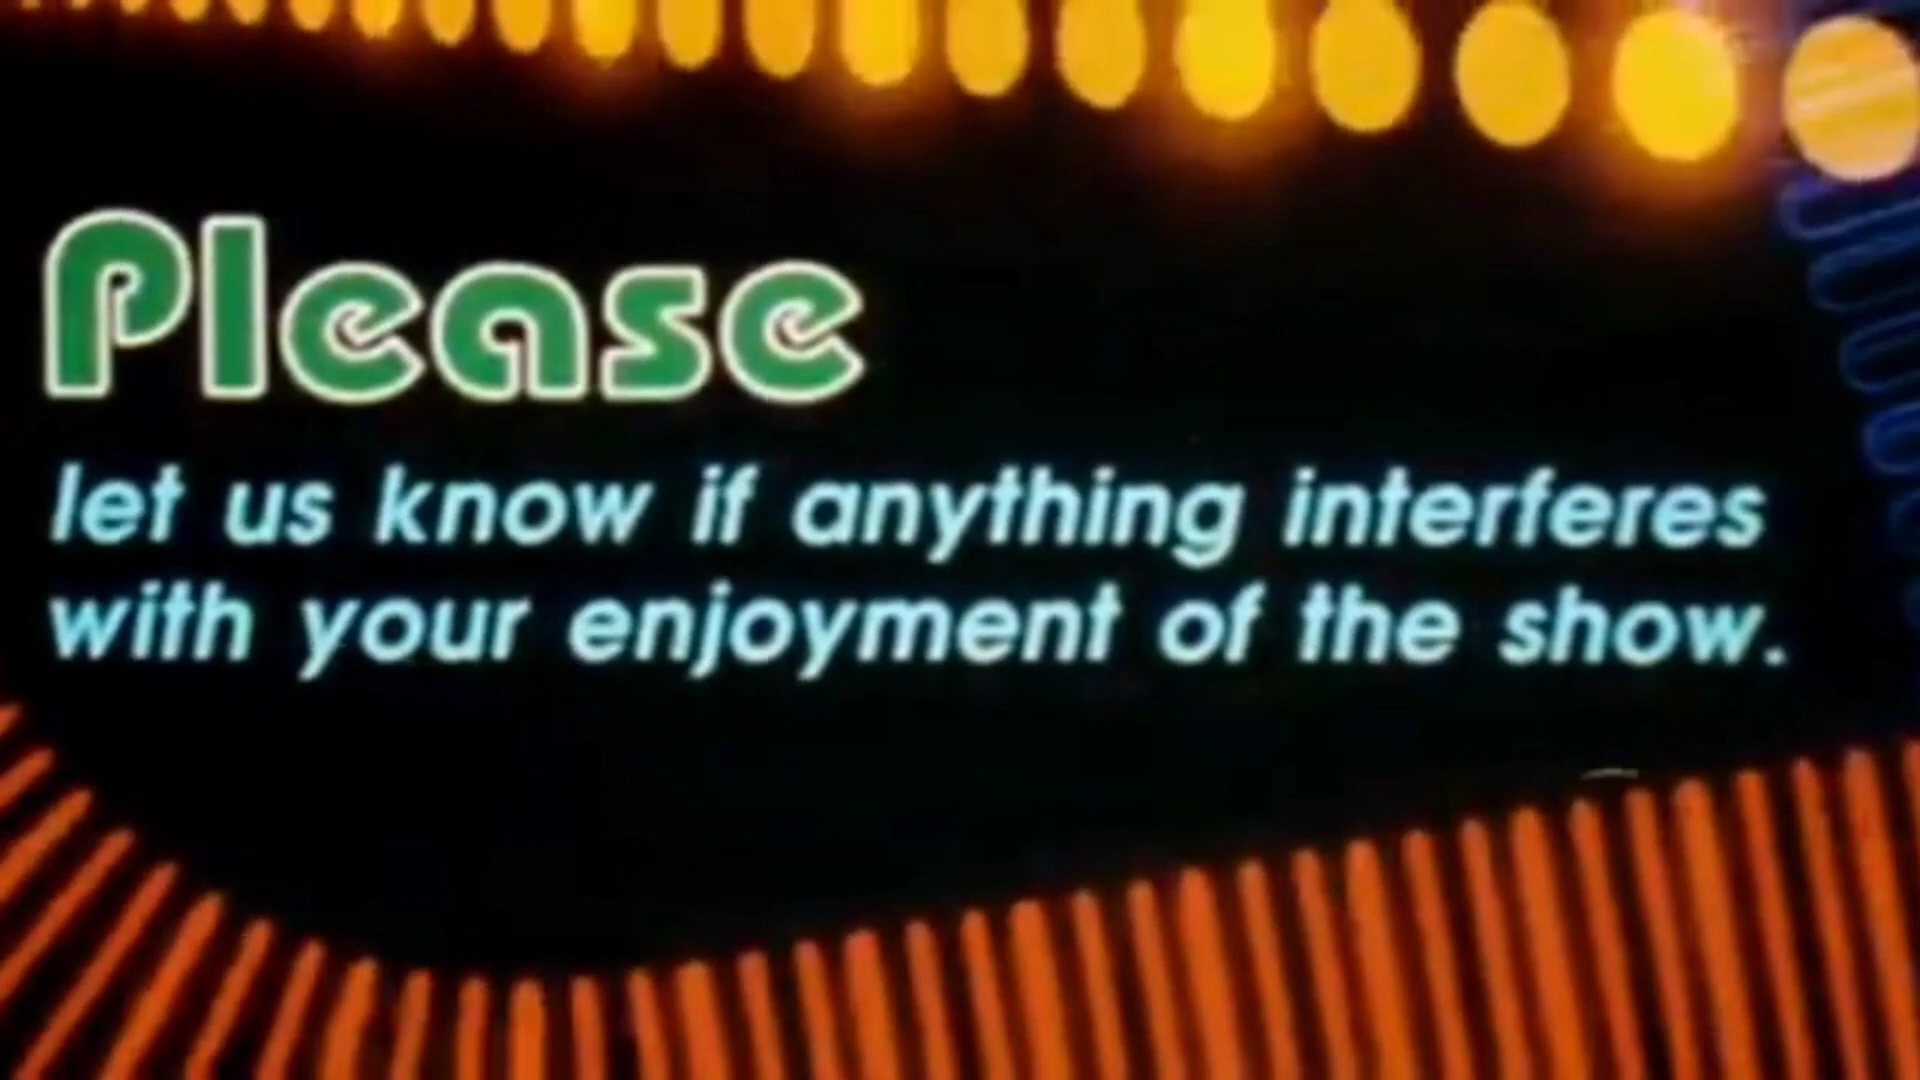 Please
let us know if anything interferes
with your enjoyment of the show.